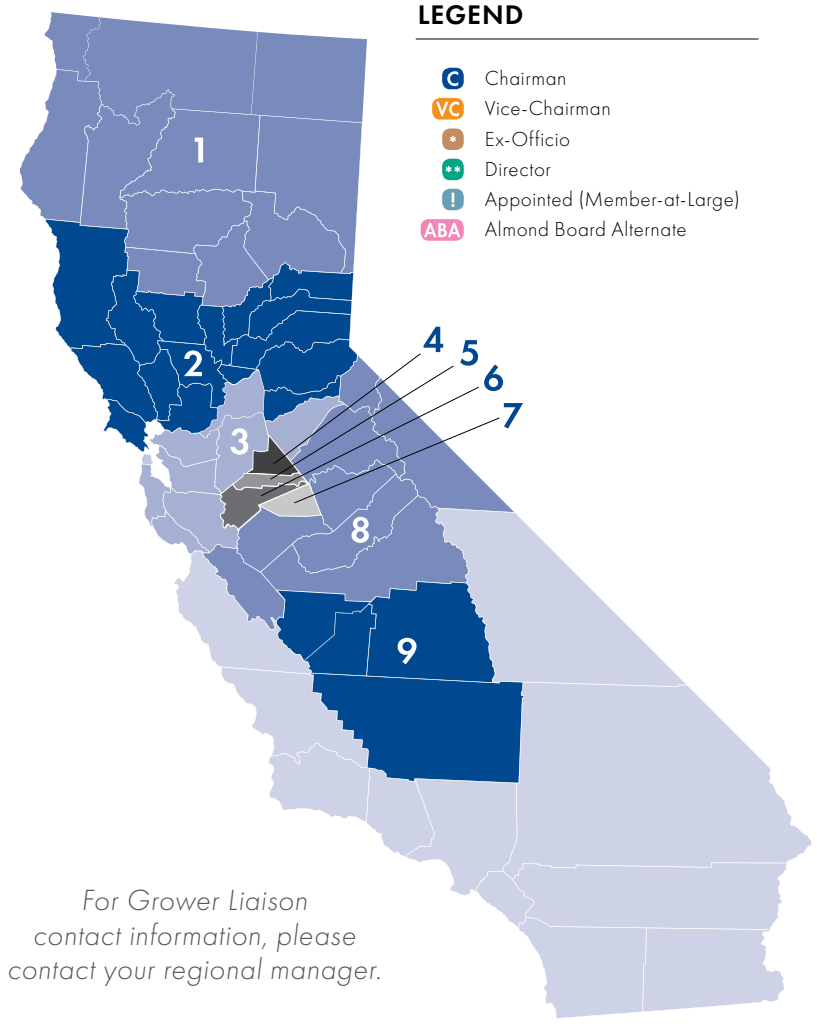 LEGEND
C Chairman
VC Vice-Chairman
* Ex-Officio
** Director
! Appointed (Member-at-Large)
ABA Almond Board Alternate
1
2
3
4
5
6
7
8
9
For Grower Liaison
contact information, please
contact your regional manager.